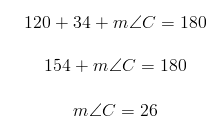 120 + 34 + m∠C = 180
154 + m∠C = 180
m∠C = 26